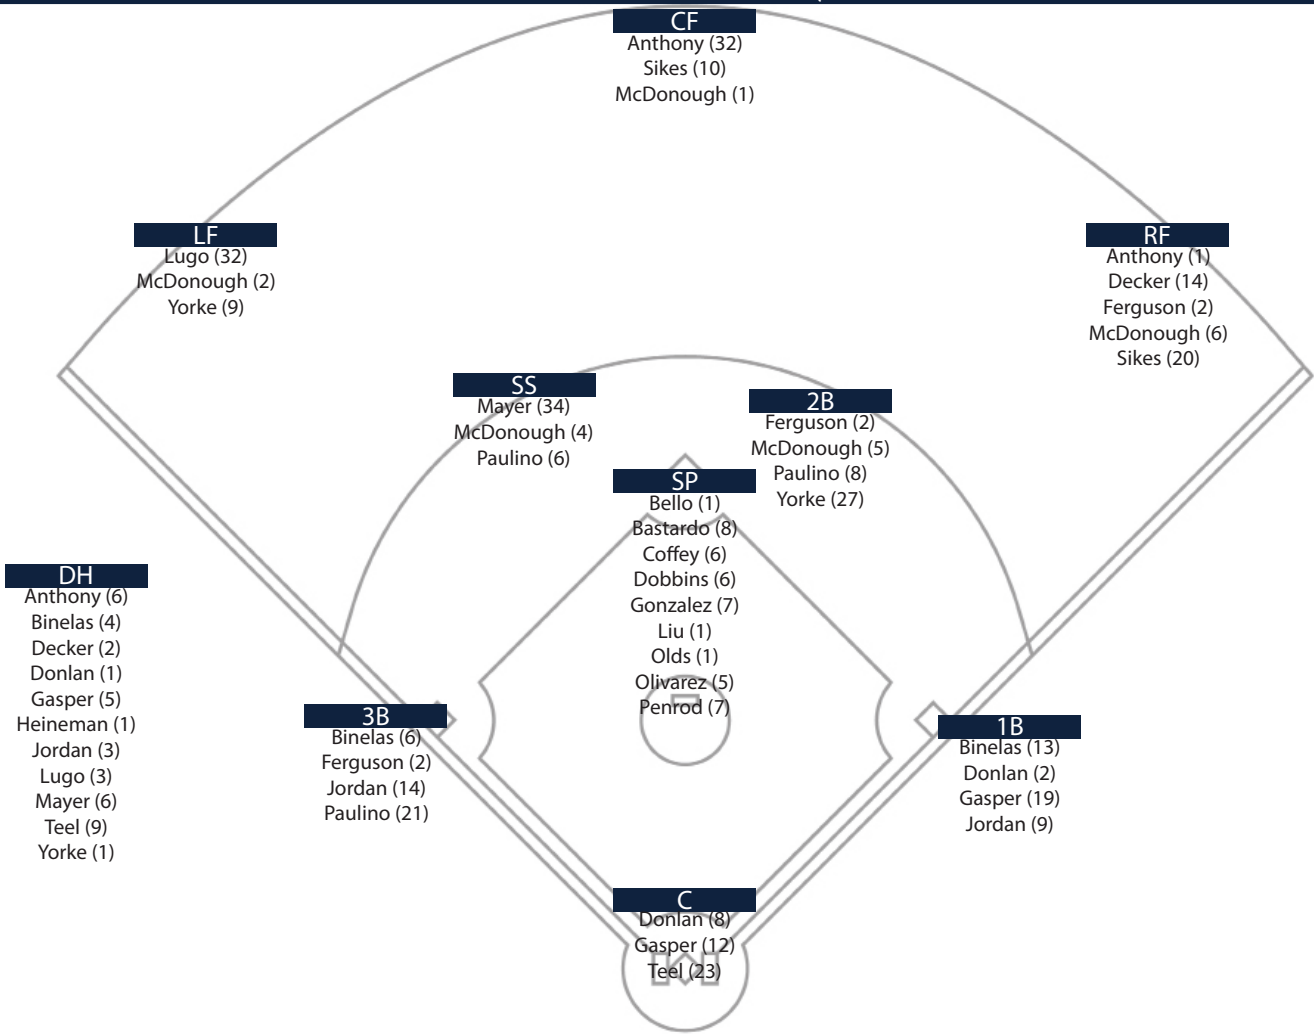 CF
Anthony (32)
Sikes (10)
McDonough (1)
LF
Lugo (32)
McDonough (2)
Yorke (9)
RF
Anthony (1)
Decker (14)
Ferguson (2)
McDonough (6)
Sikes (20)
SS
Mayer (34)
McDonough (4)
Paulino (6)
2B
Ferguson (2)
McDonough (5)
Paulino (8)
Yorke (27)
SP
Bello (1)
Bastardo (8)
Coffey (6)
Dobbins (6)
Gonzalez (7)
Liu (1)
Olds (1)
Olivarez (5)
Penrod (7)
DH
Anthony (6)
Binelas (4)
Decker (2)
Donlan (1)
Gasper (5)
Heineman (1)
Jordan (3)
Lugo (3)
Mayer (6)
Teel (9)
Yorke (1)
3B
Binelas (6)
Ferguson (2)
Jordan (14)
Paulino (21)
1B
Binelas (13)
Donlan (2)
Gasper (19)
Jordan (9)
C
Donlan (8)
Gasper (12)
Teel (23)